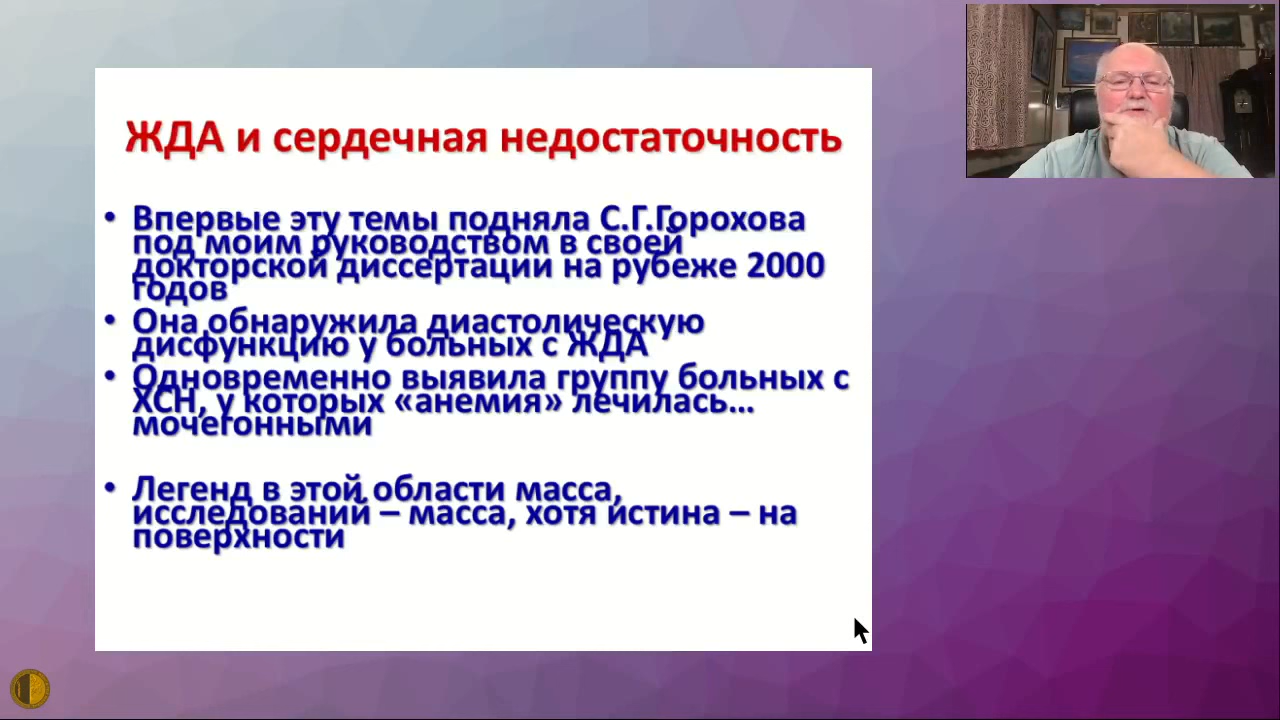 ЖДА и сердечная недостаточность
• Впервые эту темы подняла С.Г.Горохова
под моим руководством в своей
докторской диссертации на рубеже 2000
годов
• Она обнаружила диастолическую
дисфункцию у больных с ЖДА
• Одновременно выявила группу больных с
ХСН, у которых «анемия» лечилась...
мочегонными
• Легенд в этой области масса,
исследований – масса, хотя истина – на
поверхности